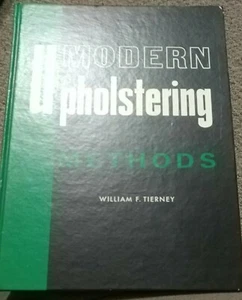 MODERN
Upholstering
METHODS
WILLIAM F. TIERNEY